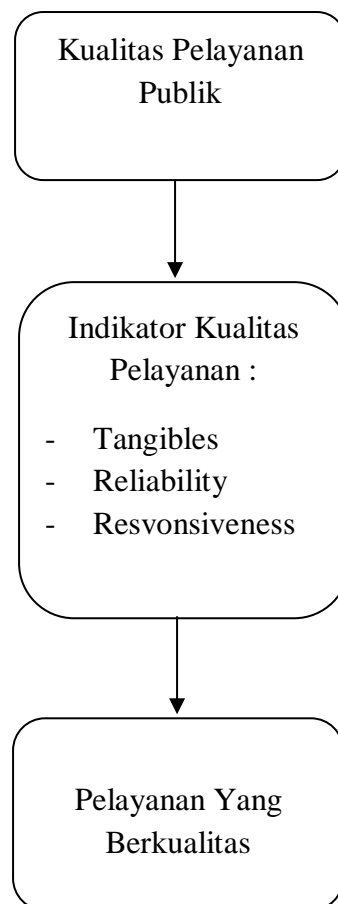 Kualitas Pelayanan
Publik
Indikator Kualitas
Pelayanan :
- Tangibles
- Reliability
- Resvonsiveness
Pelayanan Yang
Berkualitas